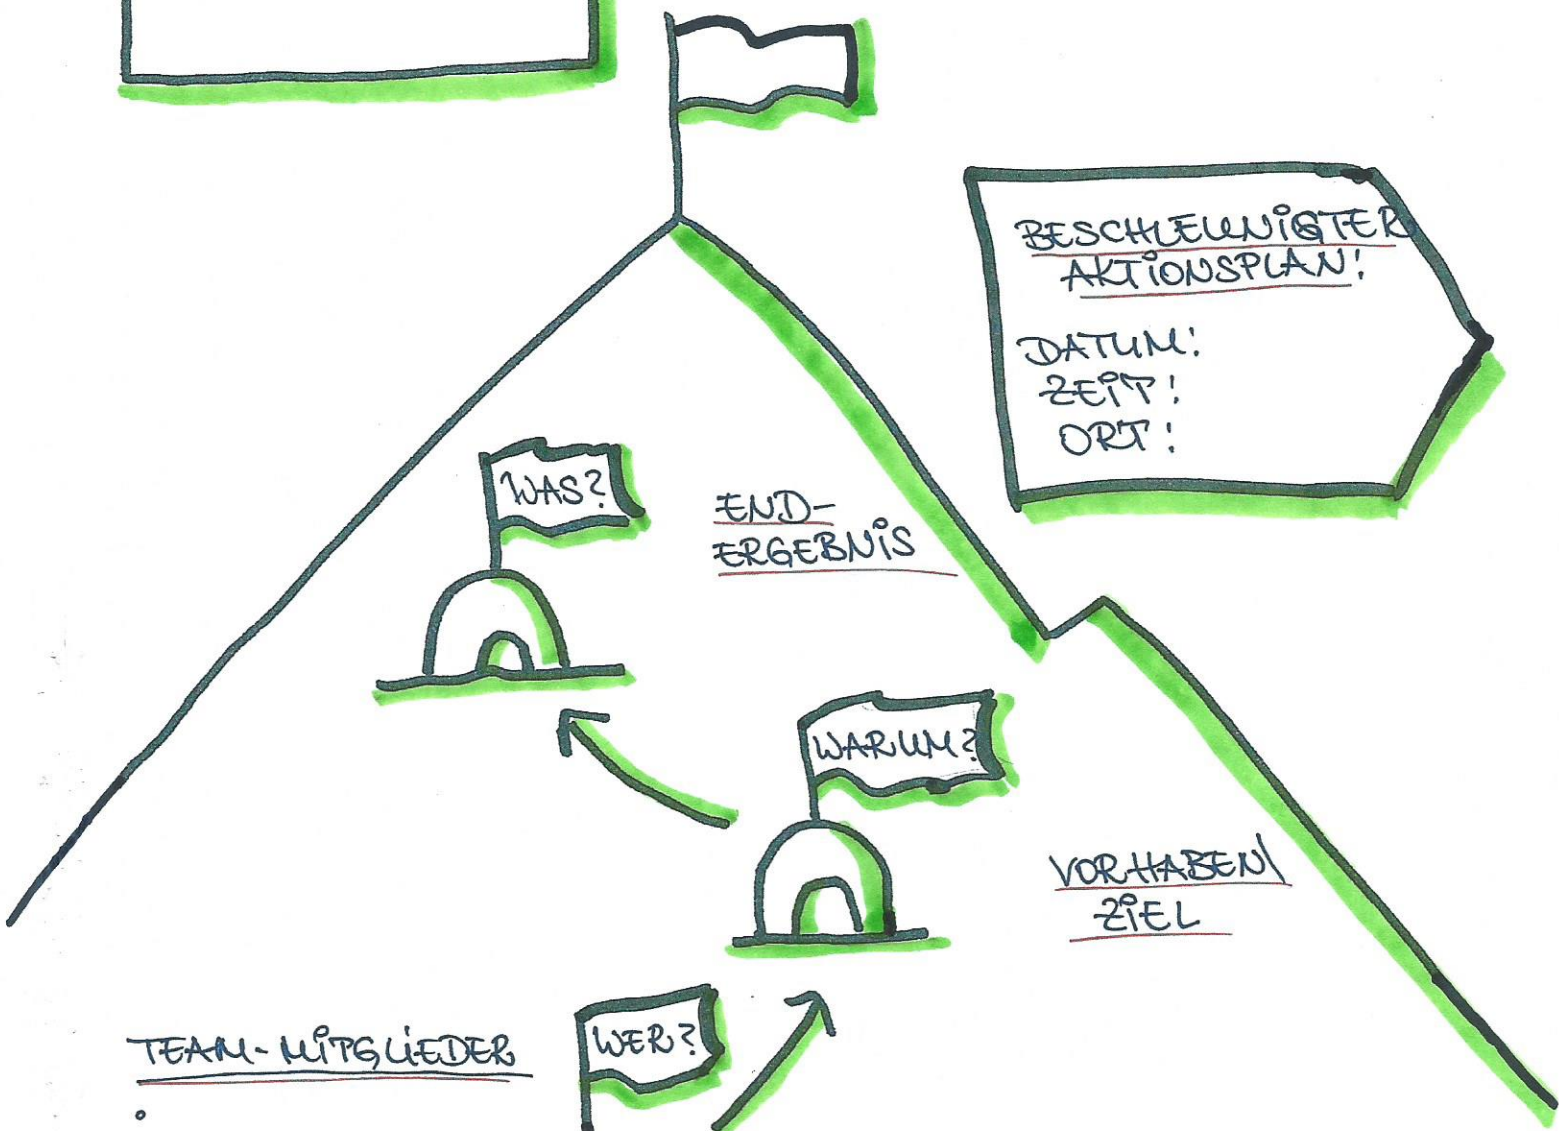 BESCHLEUNIGTER
AKTIONSPLAN:
DATUM:
ZEIT:
ORT:
WAS?
END-
ERGEBNIS
WARUM?
VORHABEN/
ZIEL
WER?
TEAM-MITGLIEDER